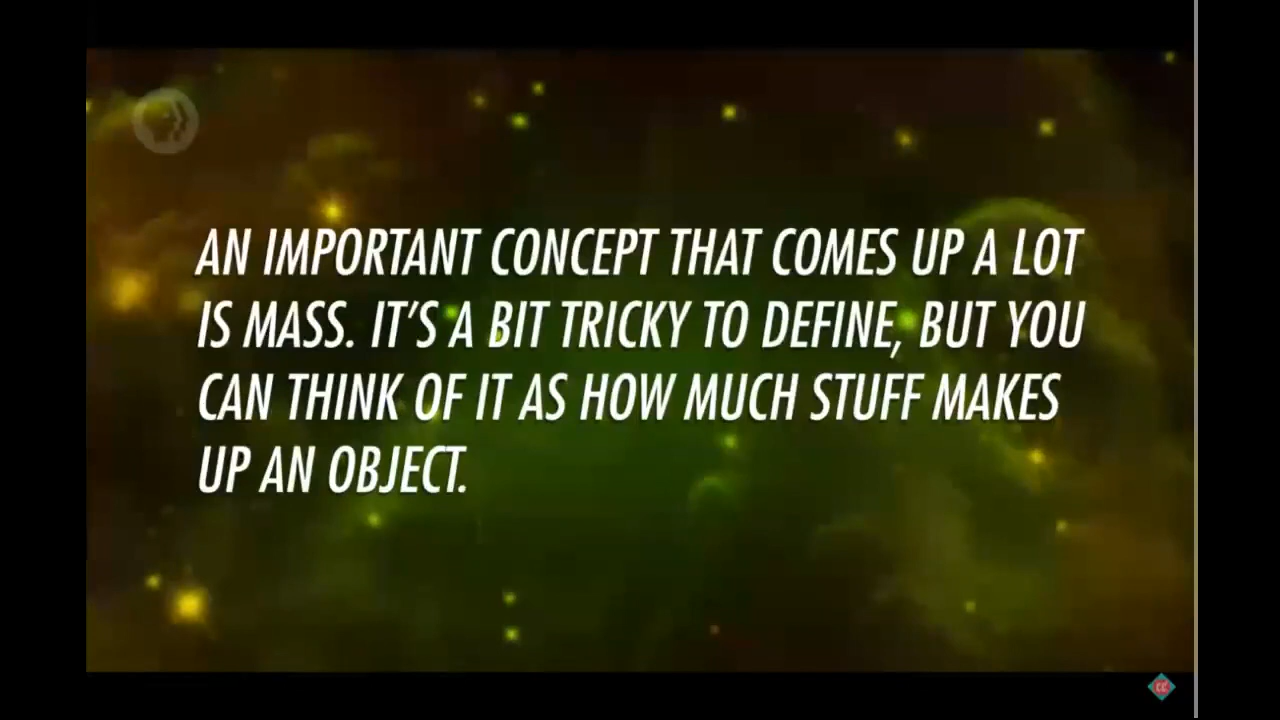 AN IMPORTANT CONCEPT THAT COMES UP A LOT
IS MASS. IT'S A BIT TRICKY TO DEFINE, BUT YOU
CAN THINK OF IT AS HOW MUCH STUFF MAKES
UP AN OBJECT.
CC